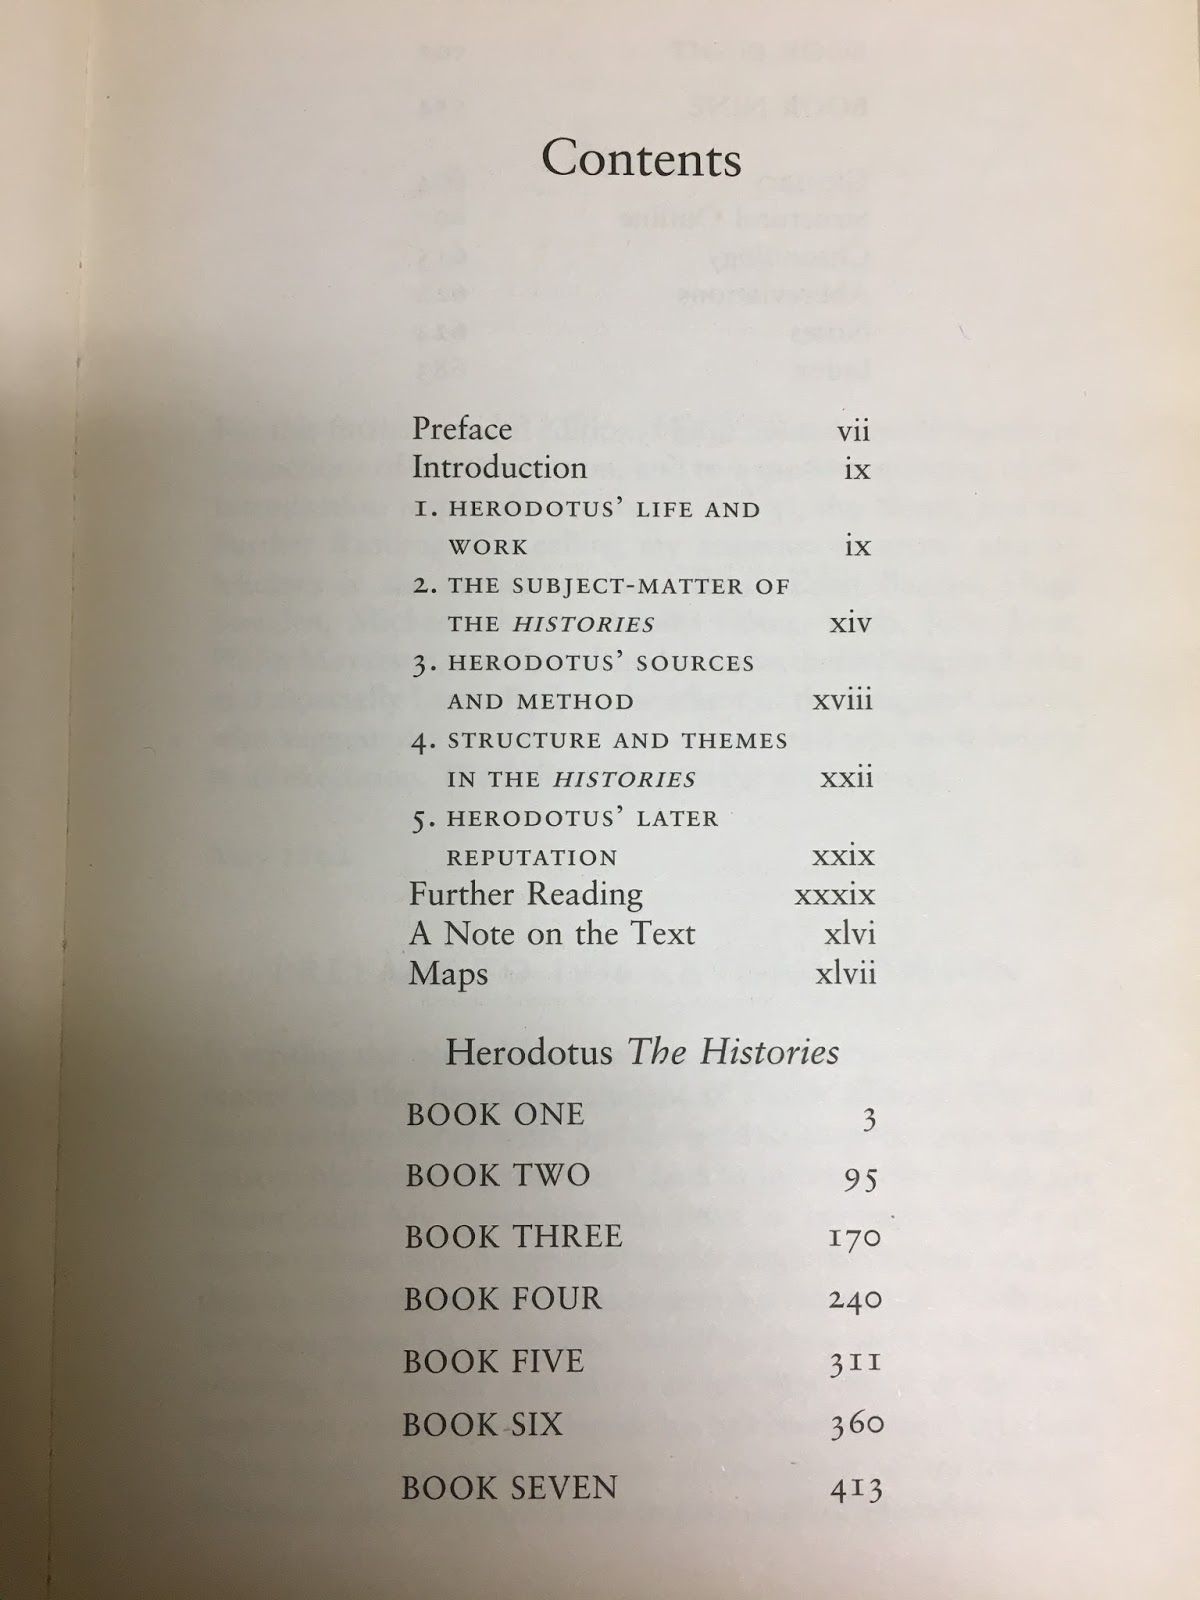 Contents
Preface vii
Introduction ix
1. HERODOTUS’ LIFE AND
WORK ix
2. THE SUBJECT-MATTER OF
THE HISTORIES xiv
3. HERODOTUS’ SOURCES
AND METHOD xviii
4. STRUCTURE AND THEMES
IN THE HISTORIES xxii
5. HERODOTUS’ LATER
REPUTATION xxix
Further Reading xxxix
A Note on the Text xlvi
Maps xlvii
Herodotus The Histories
BOOK ONE 3
BOOK TWO 95
BOOK THREE 170
BOOK FOUR 240
BOOK FIVE 311
BOOK SIX 360
BOOK SEVEN 413